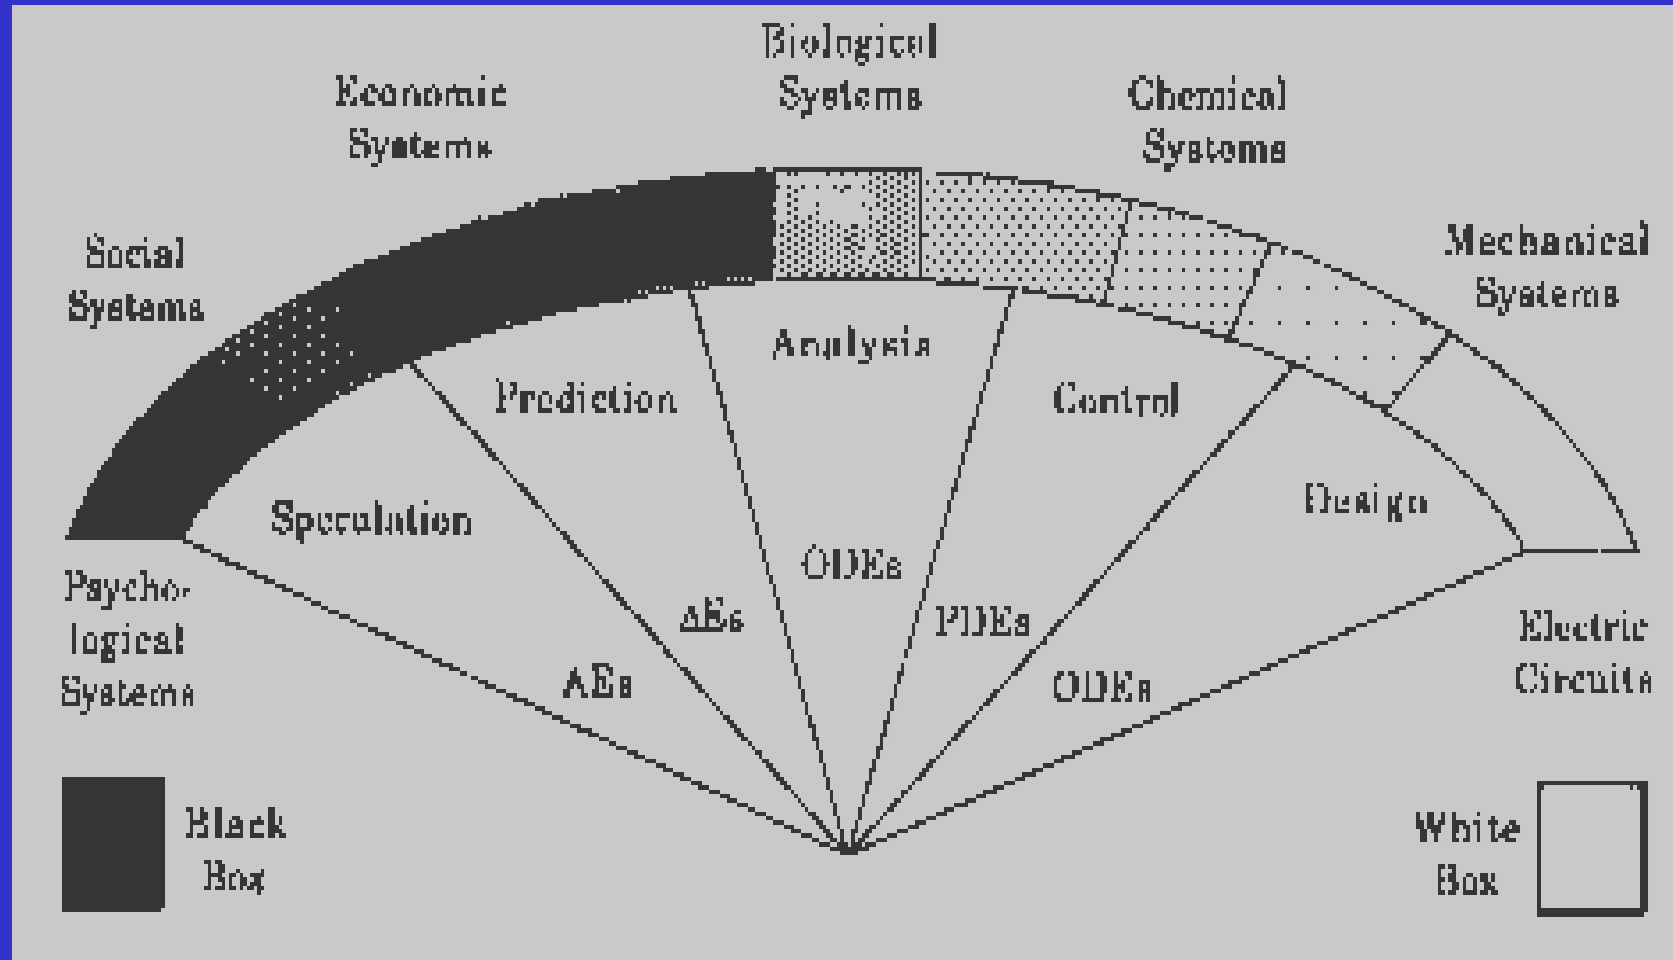 Biological
Systems
Economic
Systems
Chemical
Systems
Social
Systems
Mechanical
Systems
Analysis
Prediction
Control
Speculation
Design
ODEs
AEs
PDEs
AEs
ODEs
Psycho-
logical
Systems
Electric
Circuits
Black
Box
White
Box